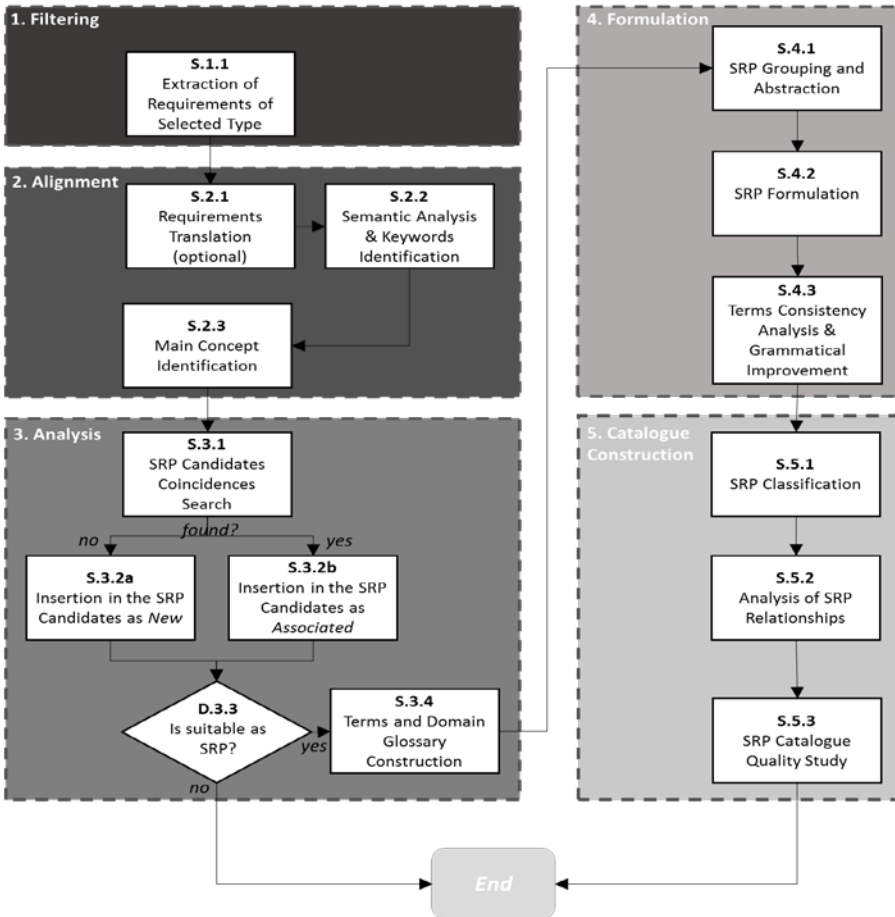 1. Filtering
S.1.1
Extraction of
Requirements of
Selected Type
2. Alignment
S.2.1
Requirements
Translation
(optional)
S.2.2
Semantic Analysis
& Keywords
Identification
S.2.3
Main Concept
Identification
3. Analysis
S.3.1
SRP Candidates
Coincidences
Search
found?
no
yes
S.3.2a
Insertion in the SRP
Candidates as New
S.3.2b
Insertion in the SRP
Candidates as
Associated
D.3.3
Is suitable as
SRP?
yes
no
S.3.4
Terms and Domain
Glossary
Construction
4. Formulation
S.4.1
SRP Grouping and
Abstraction
S.4.2
SRP Formulation
S.4.3
Terms Consistency
Analysis &
Grammatical
Improvement
5. Catalogue
Construction
S.5.1
SRP Classification
S.5.2
Analysis of SRP
Relationships
S.5.3
SRP Catalogue
Quality Study
End